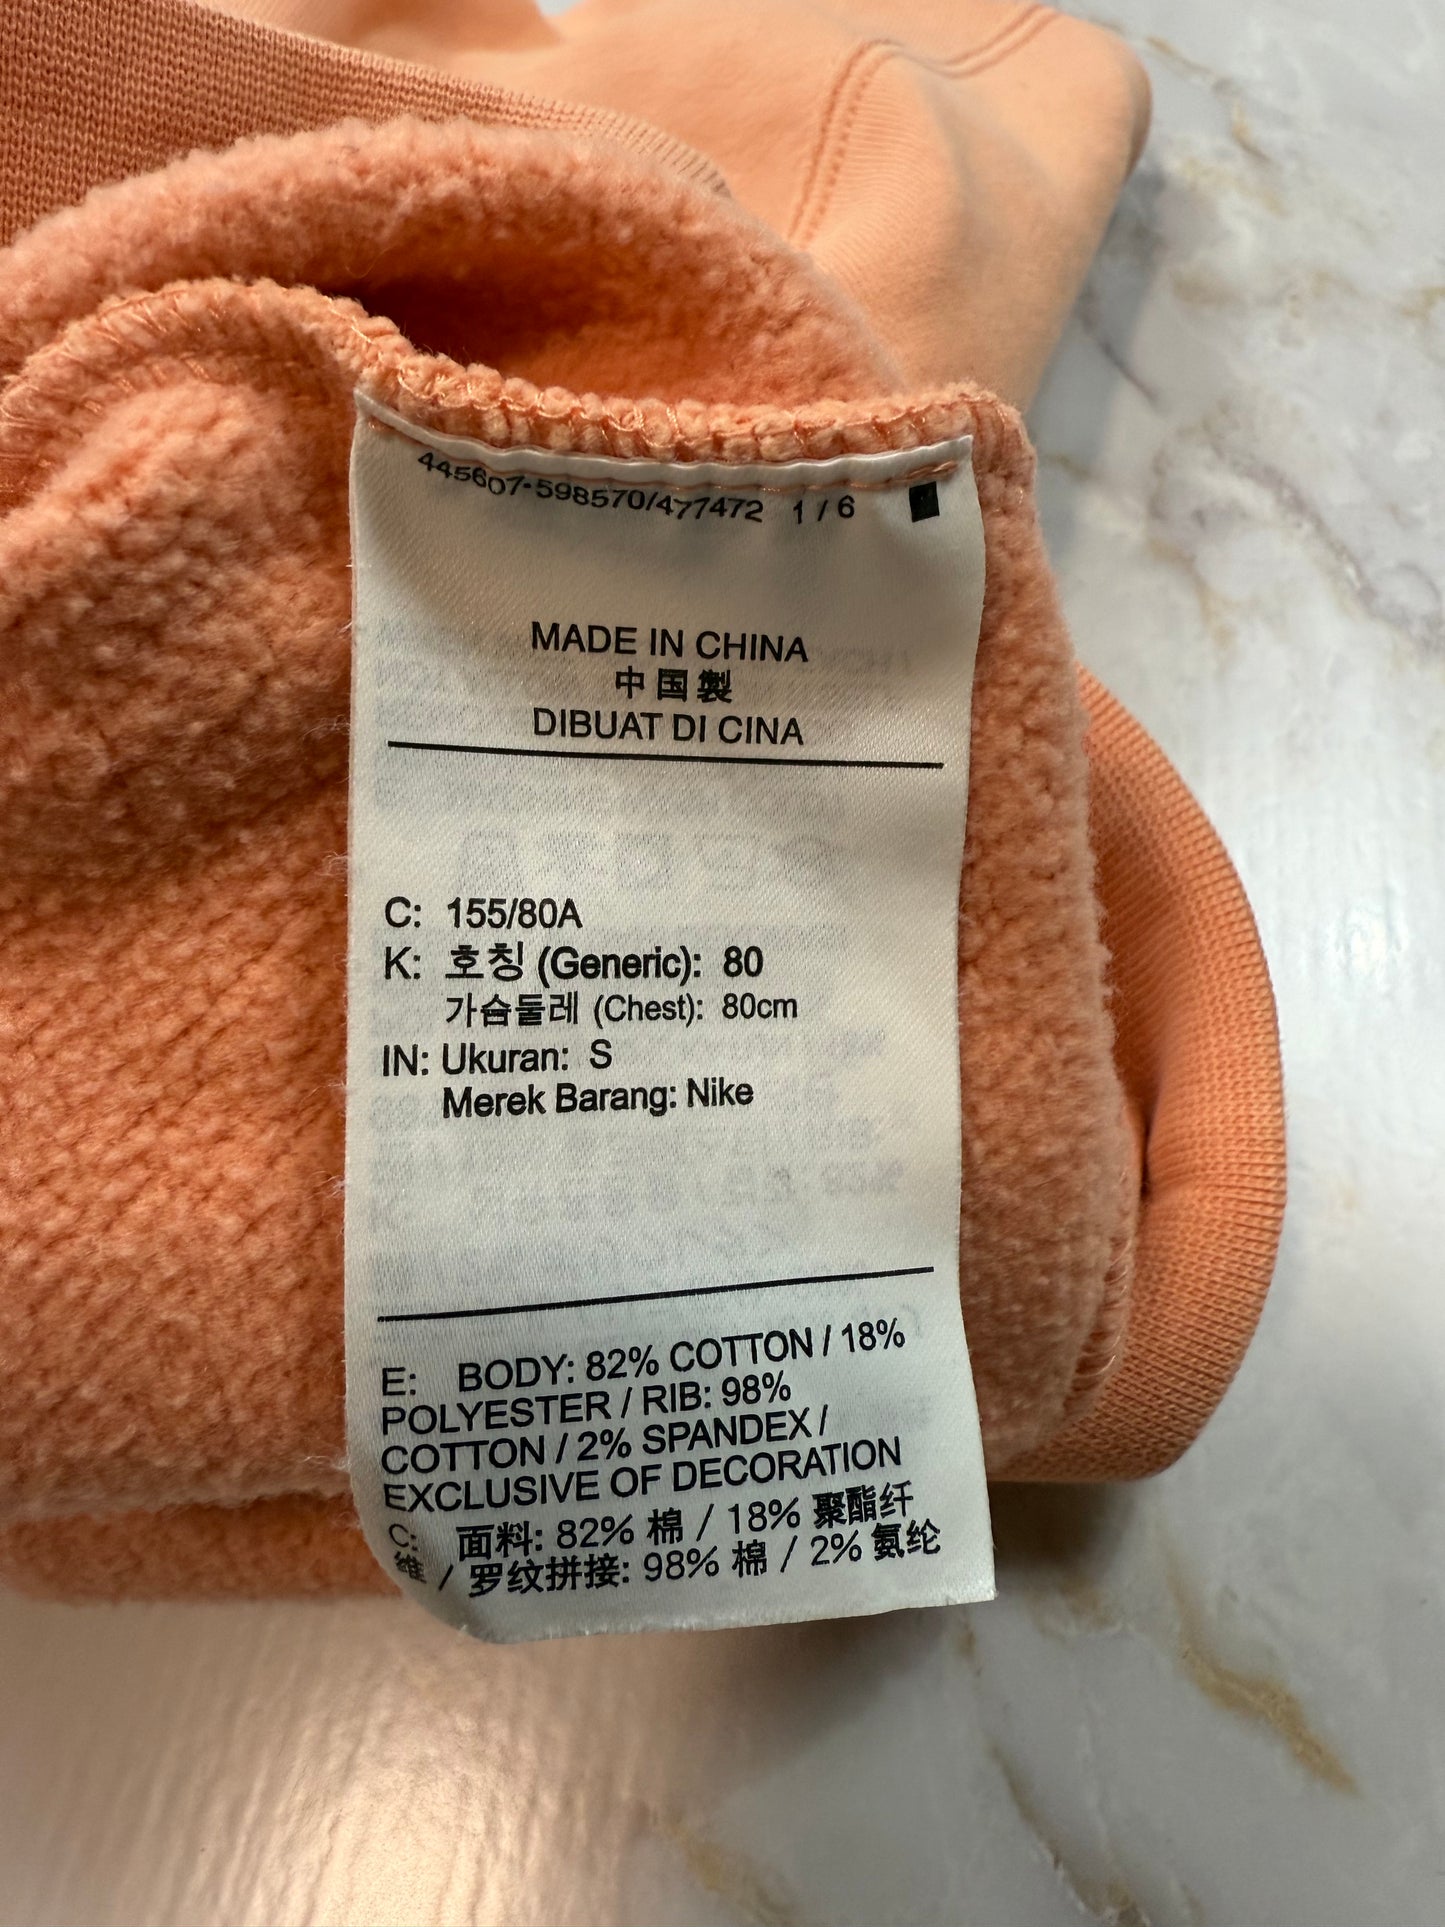 445607-598570/477472 1 / 6
MADE IN CHINA
中国製
DIBUAT DI CINA
C: 155/80A
K: 호칭 (Generic): 80
가슴둘레 (Chest): 80cm
IN: Ukuran: S
Merek Barang: Nike
E: BODY: 82% COTTON / 18%
POLYESTER / RIB: 98%
COTTON / 2% SPANDEX /
EXCLUSIVE OF DECORATION
C: 面料: 82% 棉 / 18% 聚酯纤
维 / 罗纹拼接: 98% 棉 / 2% 氨纶